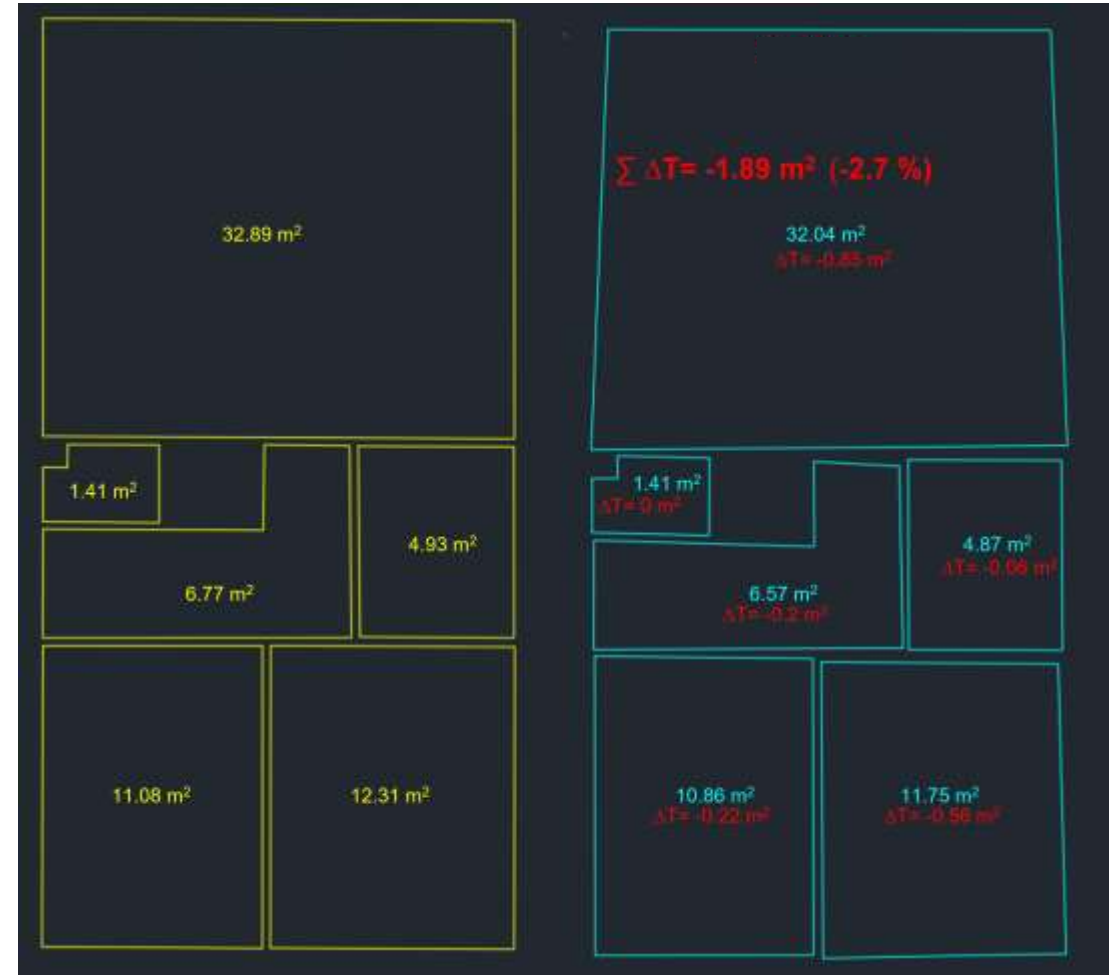 32.89 m²
1.41 m²
4.93 m²
6.77 m²
11.08 m²
12.31 m²
∑ ΔT= -1.89 m² (-2.7 %)
32.04 m²
ΔT= -0.85 m²
1.41 m²
ΔT= 0 m²
4.87 m²
ΔT= -0.06 m²
6.57 m²
ΔT= -0.2 m²
10.86 m²
ΔT= -0.22 m²
11.75 m²
ΔT= -0.56 m²